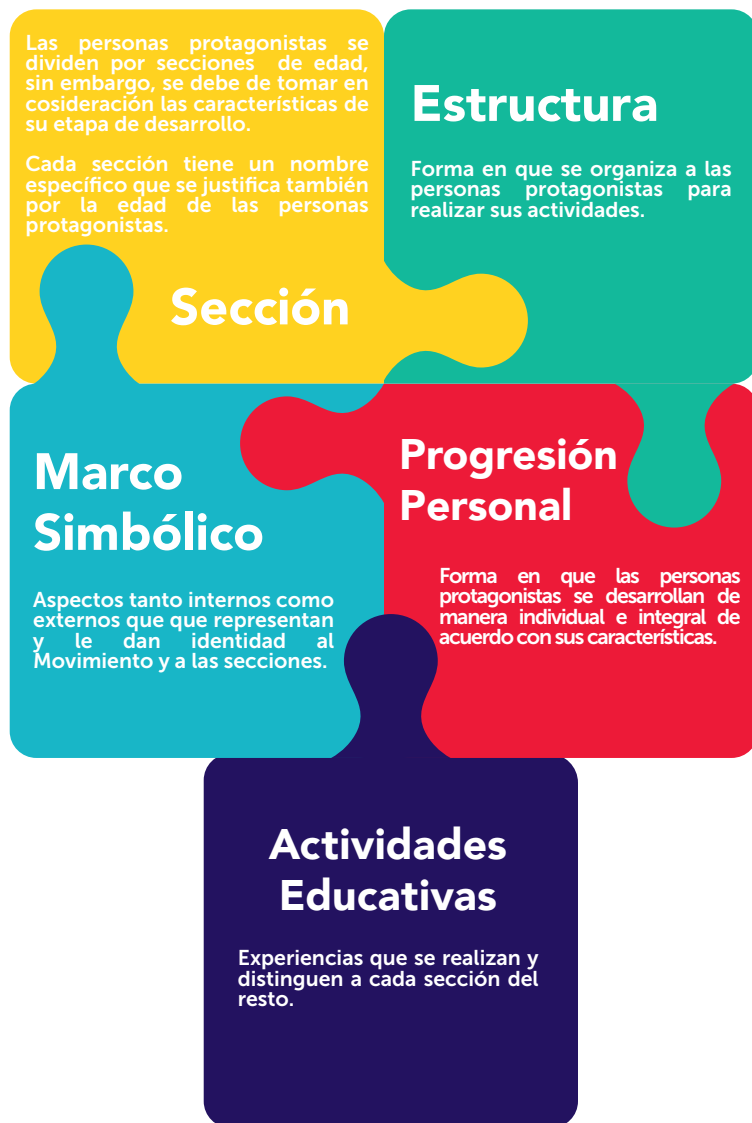 Las personas protagonistas se
dividen por secciones de edad,
sin embargo, se debe de tomar en
cosideración las características de
su etapa de desarrollo.
Cada sección tiene un nombre
específico que se justifica también
por la edad de las personas
protagonistas.
Sección
Estructura
Forma en que se organiza a las
personas protagonistas para
realizar sus actividades.
Marco
Simbólico
Aspectos tanto internos como
externos que que representan
y le dan identidad al
Movimiento y a las secciones.
Progresión
Personal
Forma en que las personas
protagonistas se desarrollan de
manera individual e integral de
acuerdo con sus características.
Actividades
Educativas
Experiencias que se realizan y
distinguen a cada sección del
resto.